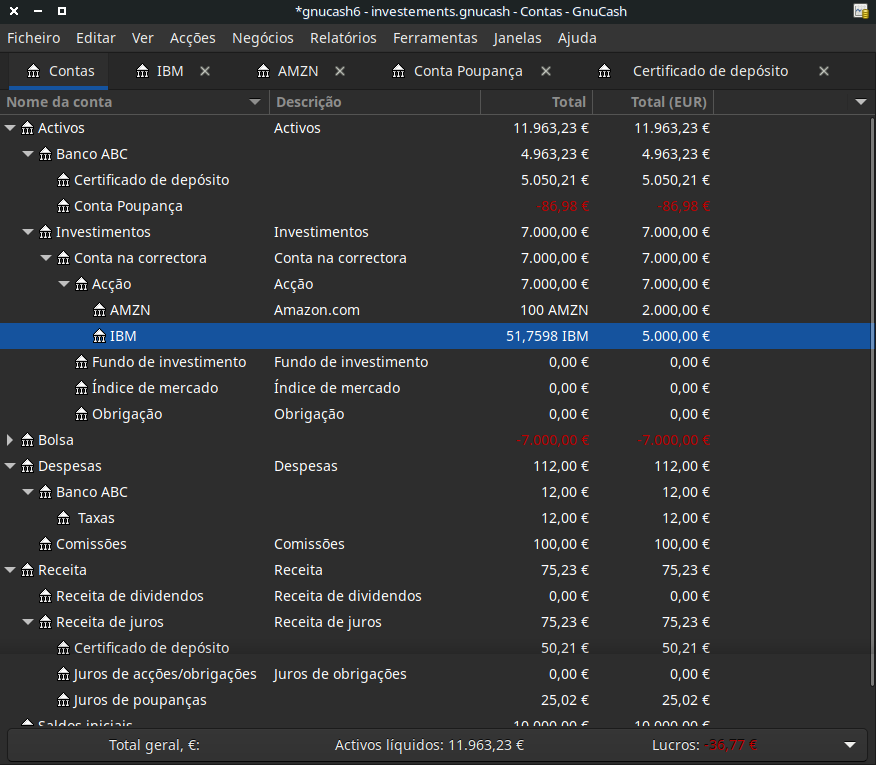 *gnucash6 - investements.gnucash - Contas - GnuCash
Ficheiro Editar Ver Acções Negócios Relatórios Ferramentas Janelas Ajuda
Contas IBM AMZN Conta Poupança Certificado de depósito
Nome da conta Descrição Total Total (EUR)
Activos Activos 11.963,23 € 11.963,23 €
Banco ABC 4.963,23 € 4.963,23 €
Certificado de depósito 5.050,21 € 5.050,21 €
Conta Poupança -86,98 € -86,98 €
Investimentos Investimentos 7.000,00 € 7.000,00 €
Conta na correctora Conta na correctora 7.000,00 € 7.000,00 €
Acção Acção 7.000,00 € 7.000,00 €
AMZN Amazon.com 100 AMZN 2.000,00 €
IBM 51,7598 IBM 5.000,00 €
Fundo de investimento Fundo de investimento 0,00 € 0,00 €
Índice de mercado Índice de mercado 0,00 € 0,00 €
Obrigação Obrigação 0,00 € 0,00 €
Bolsa -7.000,00 € -7.000,00 €
Despesas Despesas 112,00 € 112,00 €
Banco ABC 12,00 € 12,00 €
Taxas 12,00 € 12,00 €
Comissões Comissões 100,00 € 100,00 €
Receita Receita 75,23 € 75,23 €
Receita de dividendos Receita de dividendos 0,00 € 0,00 €
Receita de juros Receita de juros 75,23 € 75,23 €
Certificado de depósito 50,21 € 50,21 €
Juros de acções/obrigações Juros de obrigações 0,00 € 0,00 €
Juros de poupanças 25,02 € 25,02 €
Saldos iniciais 10.000,00 € 10.000,00 €
Total geral, €: Activos líquidos: 11.963,23 € Lucros: -36,77 €